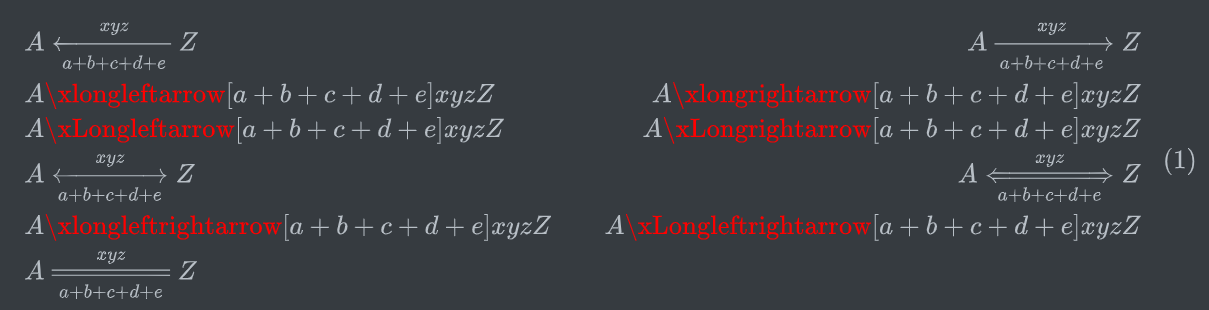 A \xleftarrow[a+b+c+d+e]{xyz} Z A \xrightarrow[a+b+c+d+e]{xyz} Z
A\xlongleftarrow[a + b + c + d + e]xyzZ A\xlongrightarrow[a + b + c + d + e]xyzZ
A\xLongleftarrow[a + b + c + d + e]xyzZ A\xLongrightarrow[a + b + c + d + e]xyzZ
A \xleftrightarrow[a+b+c+d+e]{xyz} Z A \xLeftrightarrow[a+b+c+d+e]{xyz} Z (1)
A\xlongleftrightarrow[a + b + c + d + e]xyzZ A\xLongleftrightarrow[a + b + c + d + e]xyzZ
A \xlongequal[a+b+c+d+e]{xyz} Z